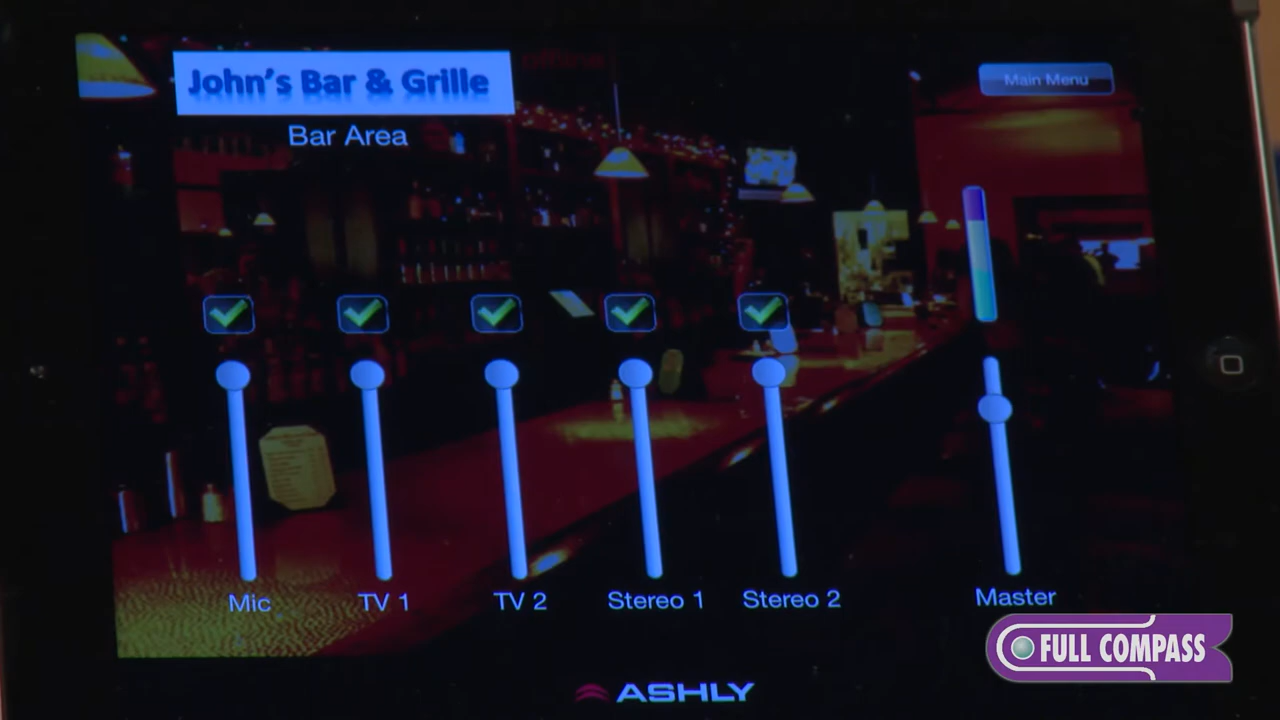 John's Bar & Grille
Main Menu
Bar Area
Mic
TV 1
TV 2
Stereo 1
Stereo 2
Master
FULL COMPASS
ASHLY